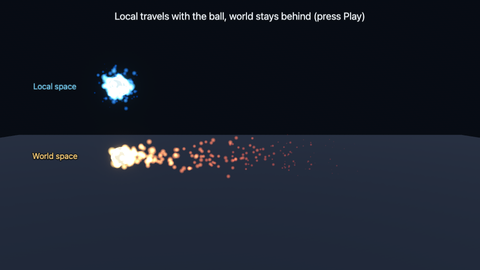 Local travels with the ball, world stays behind (press Play)
Local space
World space